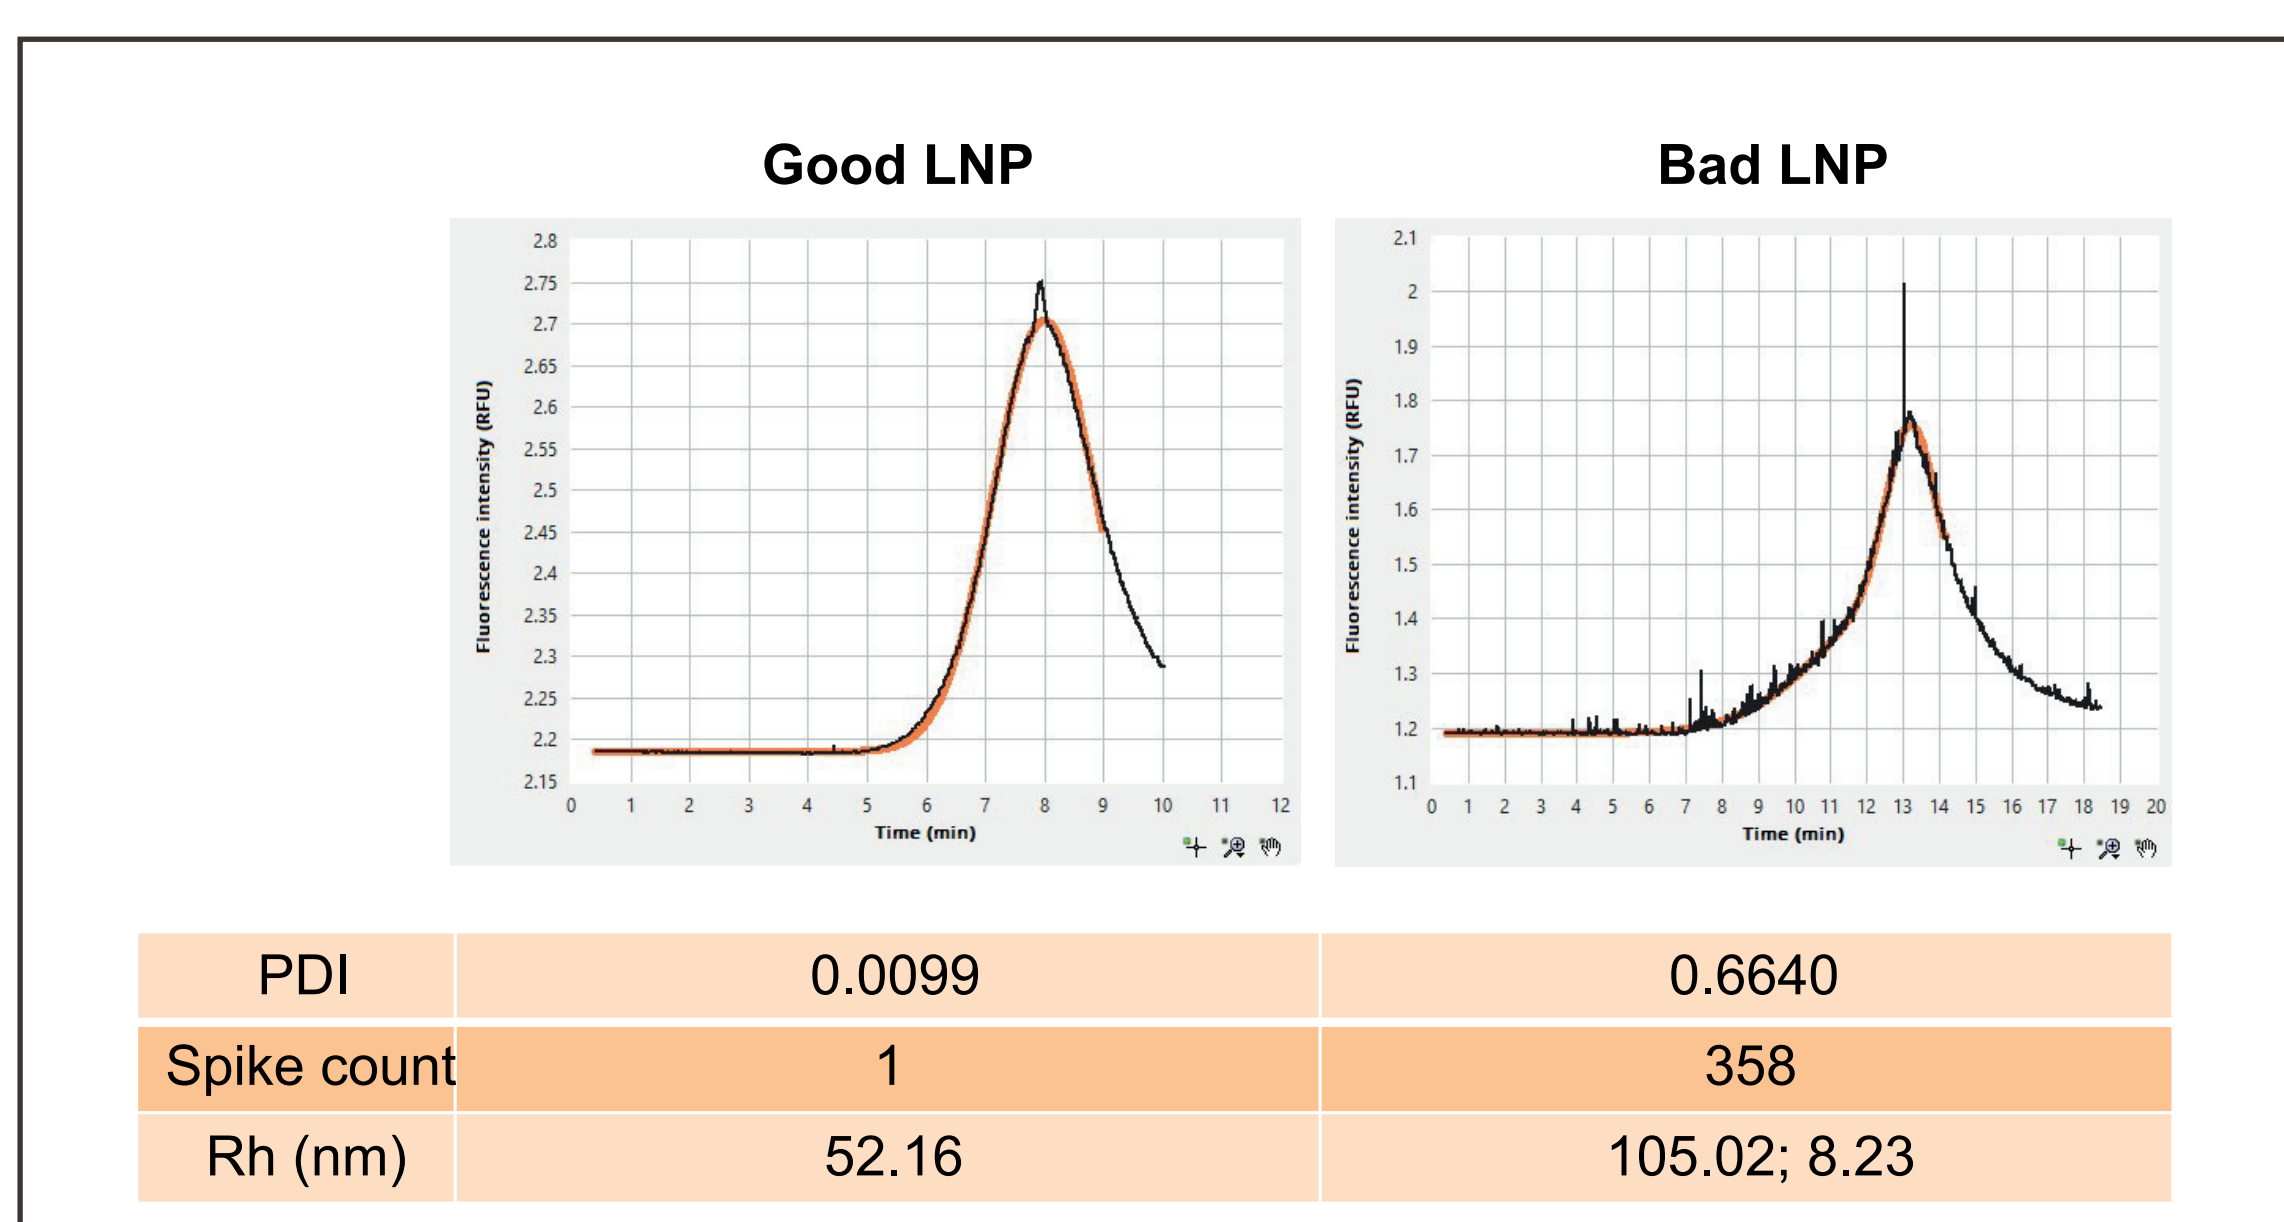 Good LNP
Bad LNP
2.8
2.75
2.7
2.65
2.6
2.55
2.5
2.45
2.4
2.35
2.3
2.25
2.2
2.15
Fluorescence intensity (RFU)
0 1 2 3 4 5 6 7 8 9 10 11 12
Time (min)
2.1
2
1.9
1.8
1.7
1.6
1.5
1.4
1.3
1.2
1.1
Fluorescence intensity (RFU)
0 1 2 3 4 5 6 7 8 9 10 11 12 13 14 15 16 17 18 19 20
Time (min)
PDI 0.0099 0.6640
Spike count 1 358
Rh (nm) 52.16 105.02; 8.23